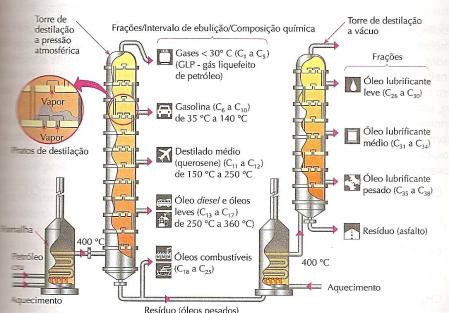 Torre de
destilação
a pressão
atmosférica
Frações/Intervalo de ebulição/Composição química
Gases < 30° C (C₁ a C₅)
(GLP - gás liquefeito
de petróleo)
Gasolina (C₆ a C₁₀)
de 35 °C a 140 °C
Destilado médio
(querosene) (C₁₁ a C₁₂)
de 150 °C a 250 °C
Óleo diesel e óleos
leves (C₁₃ a C₁₇)
de 250 °C a 360 °C)
Óleos combustíveis
(C₁₈ a C₂₅)
Vapor
Vapor
Pratos de destilação
Fornalha
400 °C
Petróleo
cru
Aquecimento
Resíduo (óleos pesados)
Torre de destilação
a vácuo
Frações
Óleo lubrificante
leve (C₂₆ a C₃₀)
Óleo lubrificante
médio (C₃₁ a C₃₄)
Óleo lubrificante
pesado (C₃₅ a C₃₈)
Resíduo (asfalto)
400 °C
Aquecimento